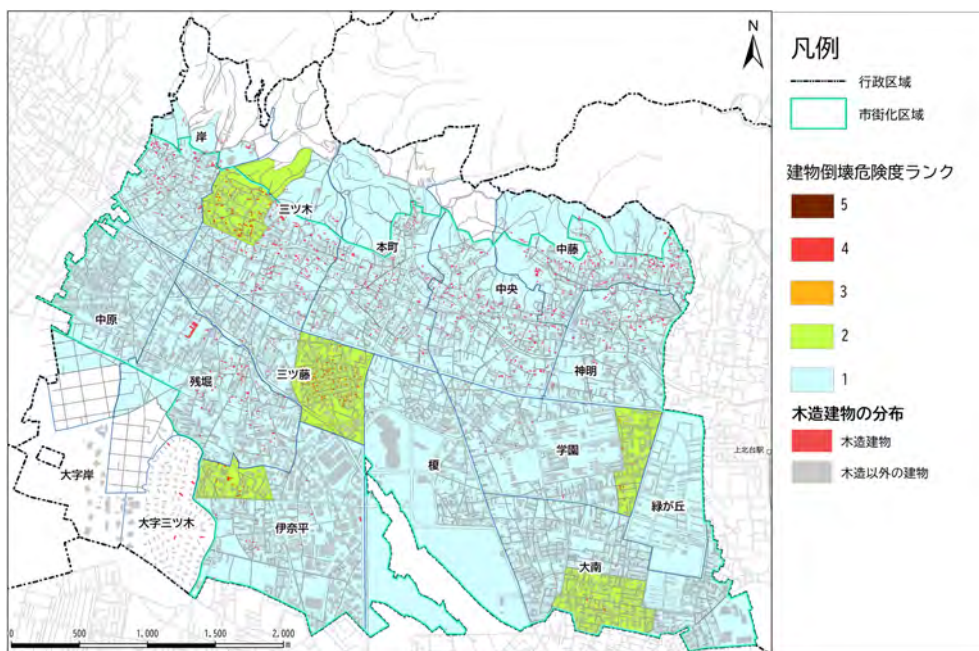 N
岸
三ツ木
本町
中藤
中央
中原
残堀
三ツ藤
神明
榎
学園
上北台駅
大字岸
緑が丘
大字三ツ木
伊奈平
大南
0 500 1,000 1,500 2,000
m
凡例
行政区域
市街化区域
建物倒壊危険度ランク
5
4
3
2
1
木造建物の分布
木造建物
木造以外の建物